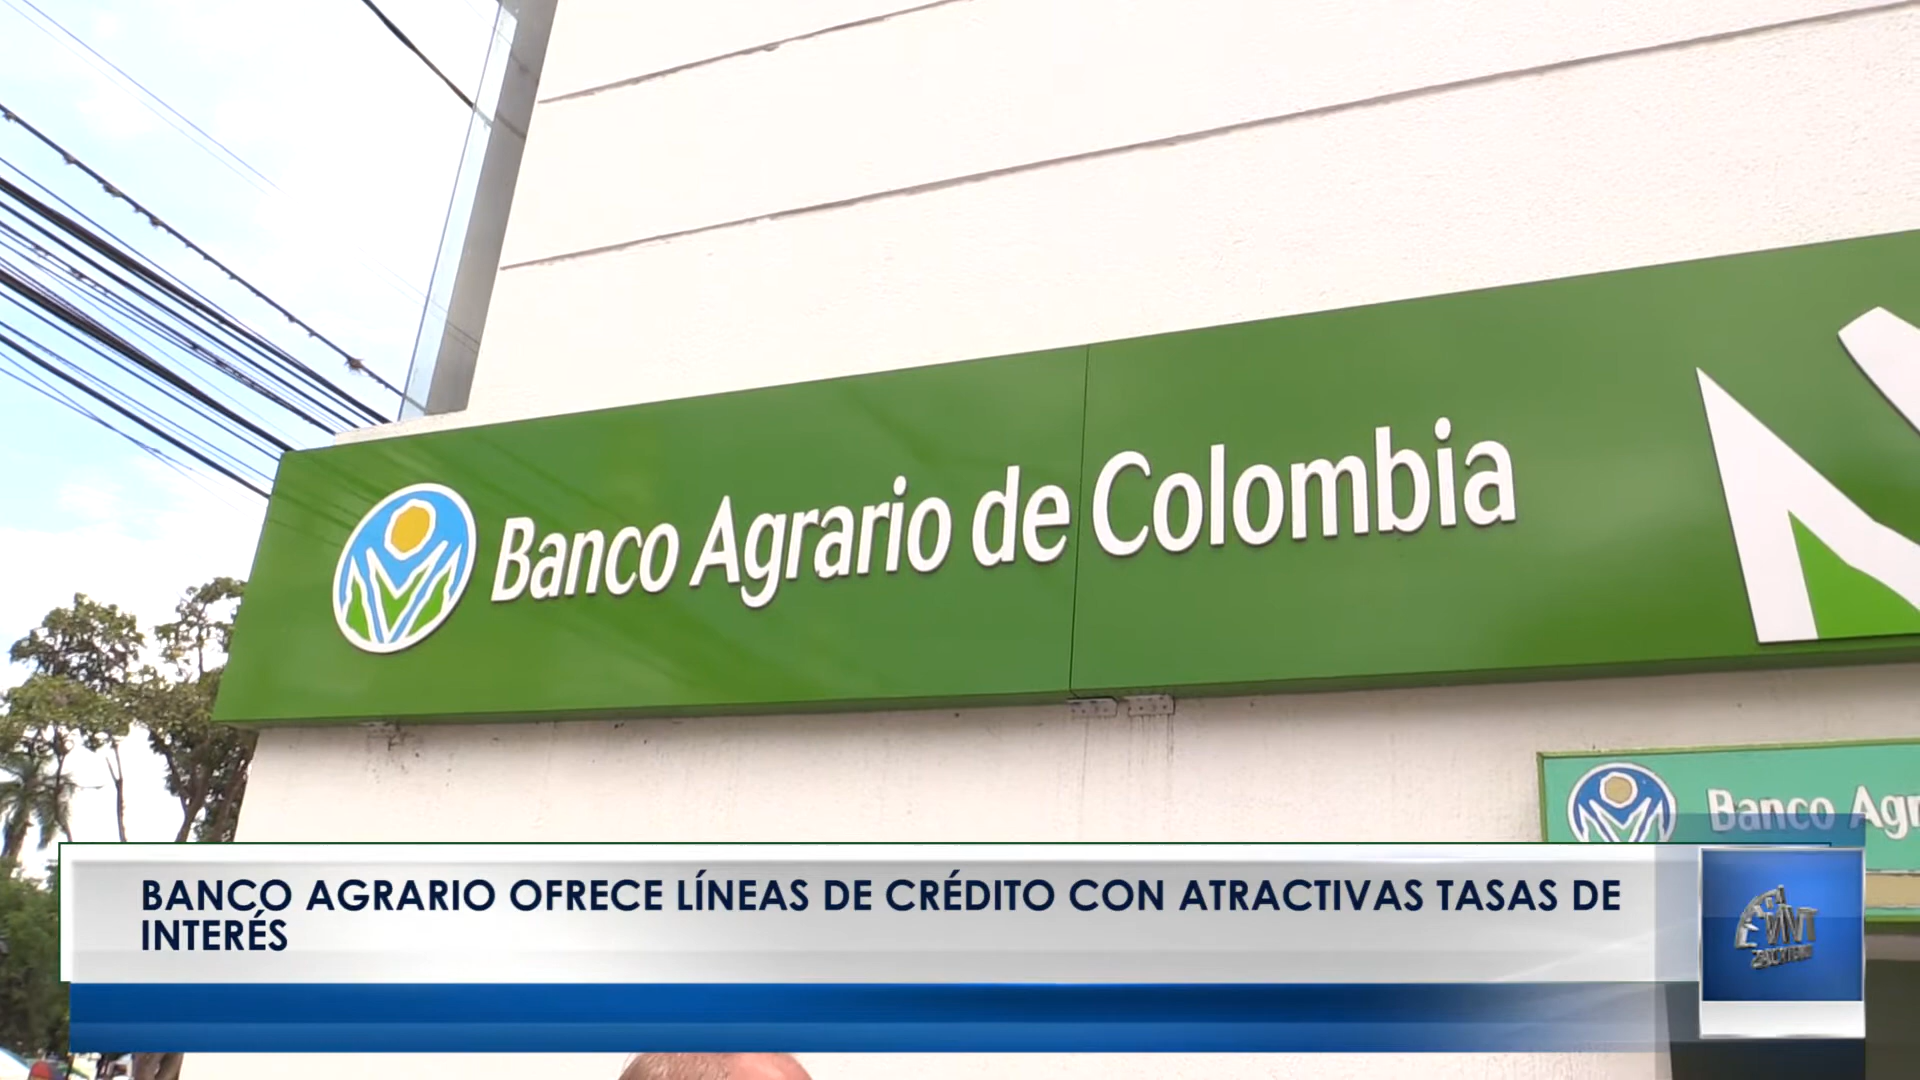 Banco Agrario de Colombia
Banco Agr
BANCO AGRARIO OFRECE LÍNEAS DE CRÉDITO CON ATRACTIVAS TASAS DE
INTERÉS